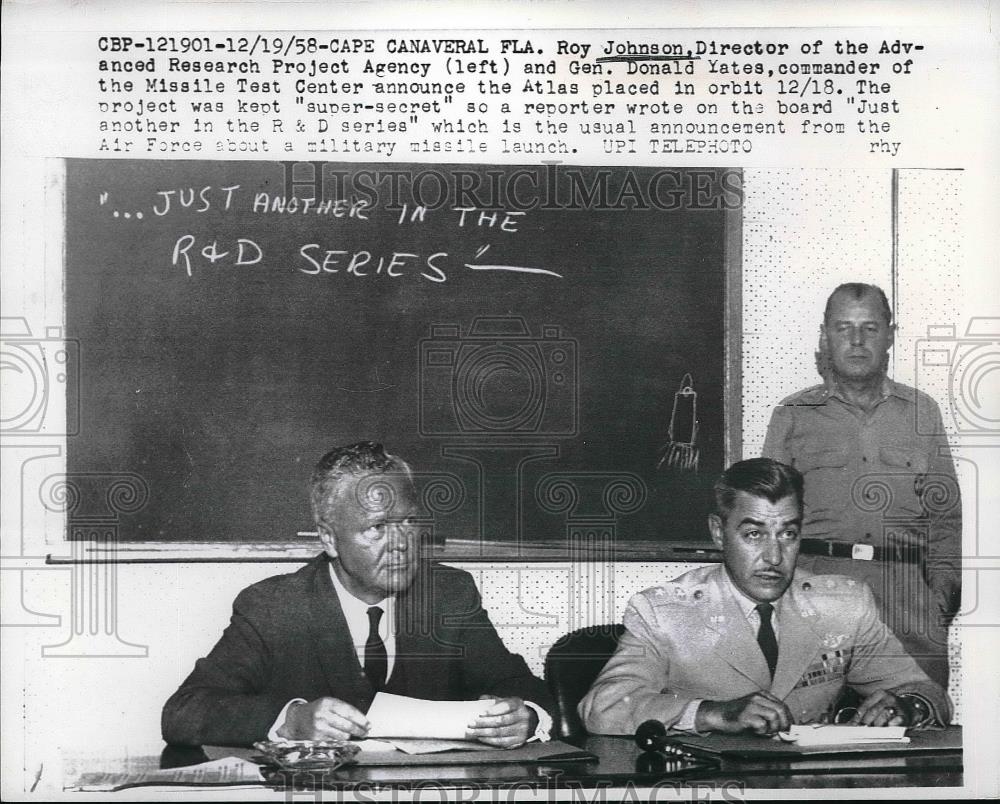 CBP-121901-12/19/58-CAPE CANAVERAL FLA. Roy Johnson,Director of the Adv-
anced Research Project Agency (left) and Gen. Donald Yates,commander of
the Missile Test Center announce the Atlas placed in orbit 12/18. The
project was kept "super-secret" so a reporter wrote on the board "Just
another in the R & D series" which is the usual announcement from the
Air Force about a military missile launch. UPI TELEPHOTO rhy
HISTORIC IMAGES
"...JUST ANOTHER IN THE
R&D SERIES"